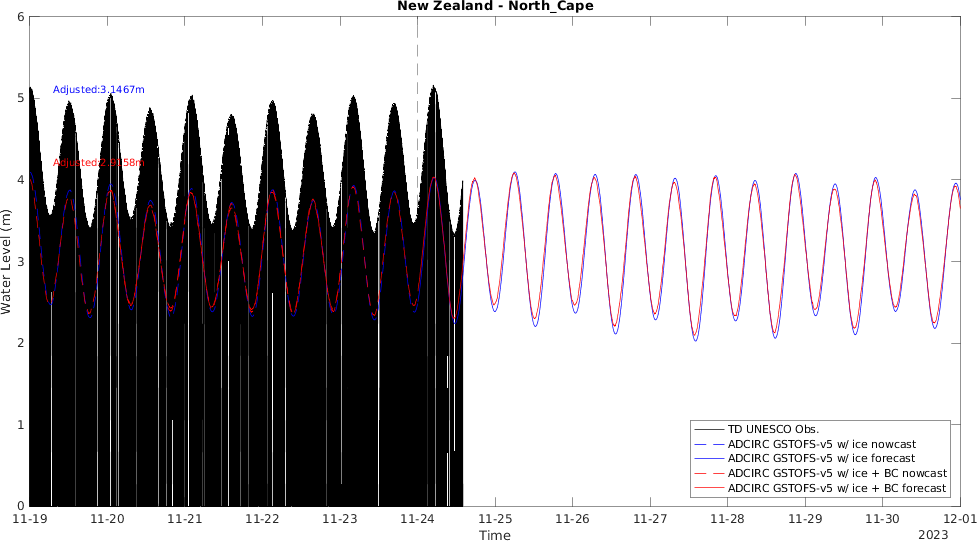 New Zealand - North_Cape
Water Level (m)
6
5
4
3
2
1
0
Adjusted:3.1467m
Adjusted:2.9758m
TD UNESCO Obs.
ADCIRC GSTOFS-v5 w/ ice nowcast
ADCIRC GSTOFS-v5 w/ ice forecast
ADCIRC GSTOFS-v5 w/ ice + BC nowcast
ADCIRC GSTOFS-v5 w/ ice + BC forecast
11-19 11-20 11-21 11-22 11-23 11-24 11-25 11-26 11-27 11-28 11-29 11-30 12-01
Time
2023